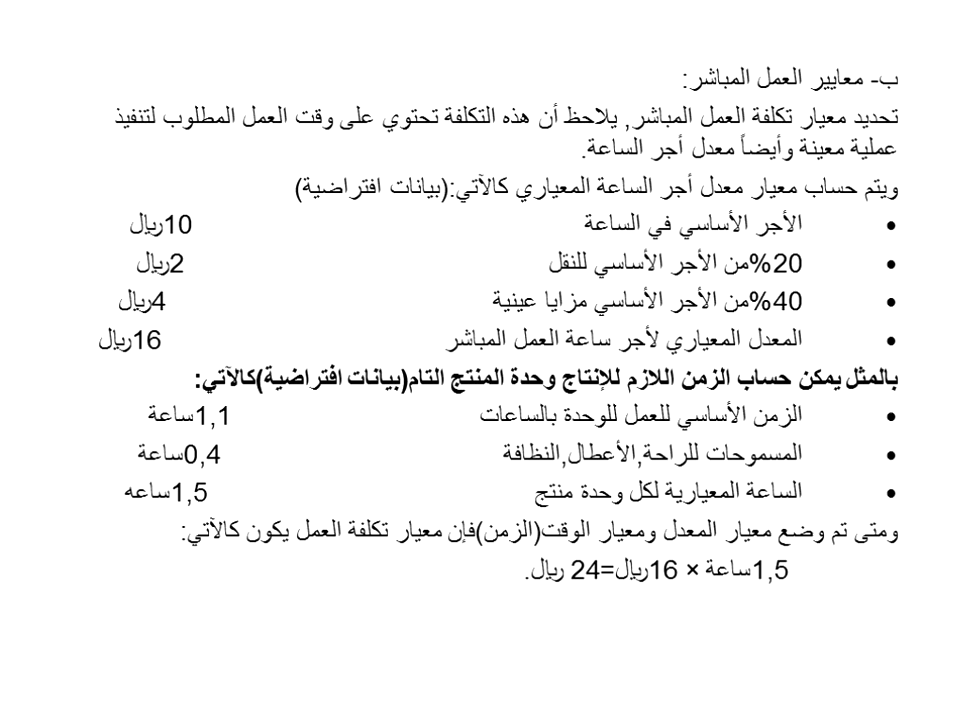 ب- معايير العمل المباشر:
تحديد معيار تكلفة العمل المباشر, يلاحظ أن هذه التكلفة تحتوي على وقت العمل المطلوب لتنفيذ
عملية معينة وأيضاً معدل أجر الساعة.
ويتم حساب معيار معدل أجر الساعة المعياري كالآتي:(بيانات افتراضية)
• الأجر الأساسي في الساعة 10ريال
• 20%من الأجر الأساسي للنقل 2ريال
• 40%من الأجر الأساسي مزايا عينية 4ريال
• المعدل المعياري لأجر ساعة العمل المباشر 16ريال
بالمثل يمكن حساب الزمن اللازم للإنتاج وحدة المنتج التام(بيانات افتراضية)كالآتي:
• الزمن الأساسي للعمل للوحدة بالساعات 1,1ساعة
• المسموحات للراحة,الأعطال,النظافة 0,4ساعة
• الساعة المعيارية لكل وحدة منتج 1,5ساعه
ومتى تم وضع معيار المعدل ومعيار الوقت(الزمن)فإن معيار تكلفة العمل يكون كالآتي:
1,5ساعة × 16ريال=24 ريال.